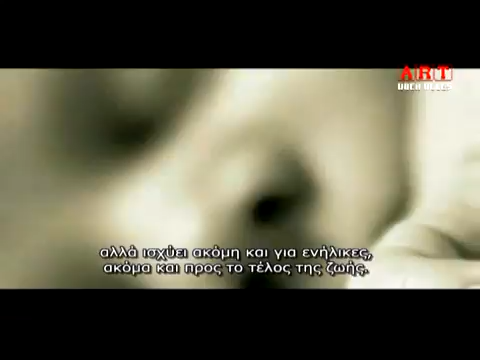 ART
αλλά ισχύει ακόμη και για ενήλικες,
ακόμα και προς το τέλος της ζωής.